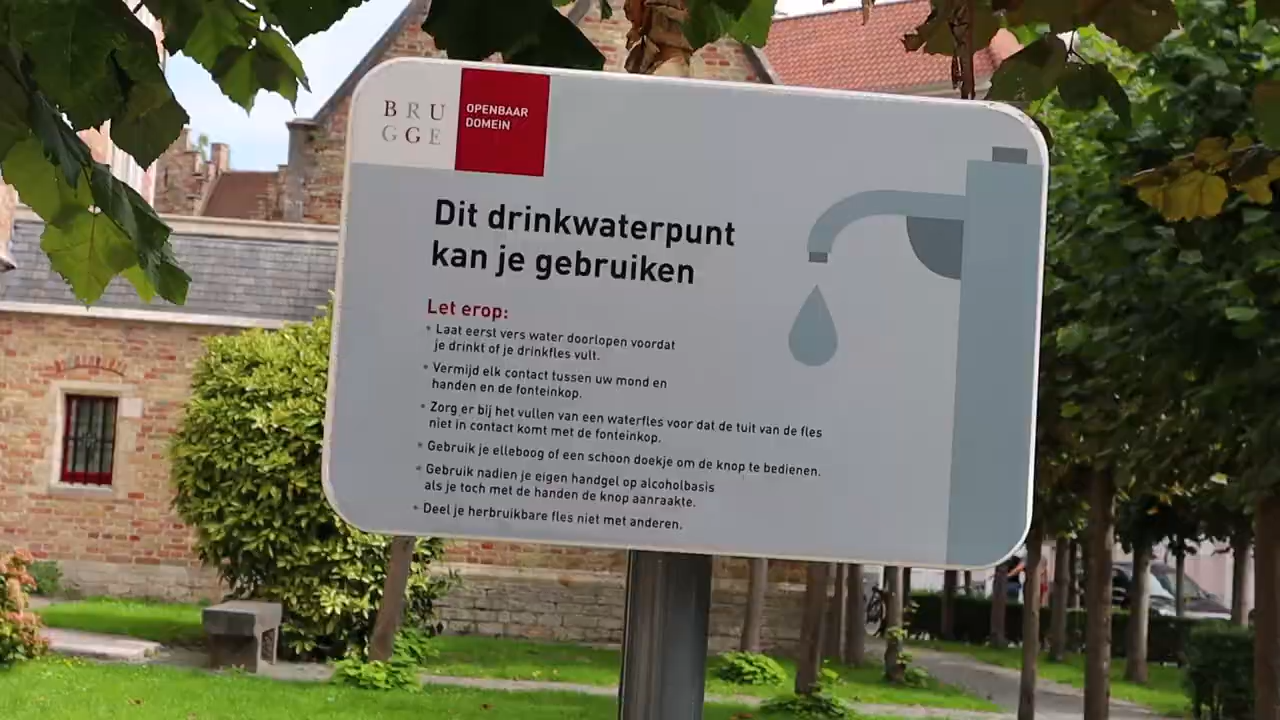 BRU
GGE
OPENBAAR
DOMEIN
Dit drinkwaterpunt
kan je gebruiken
Let erop:
• Laat eerst vers water doorlopen voordat
je drinkt of je drinkfles vult.
• Vermijd elk contact tussen uw mond en
handen en de fonteinkop.
• Zorg er bij het vullen van een waterfles voor dat de tuit van de fles
niet in contact komt met de fonteinkop.
• Gebruik je elleboog of een schoon doekje om de knop te bedienen.
• Gebruik nadien je eigen handgel op alcoholbasis
als je toch met de handen de knop aanraakte.
• Deel je herbruikbare fles niet met anderen.